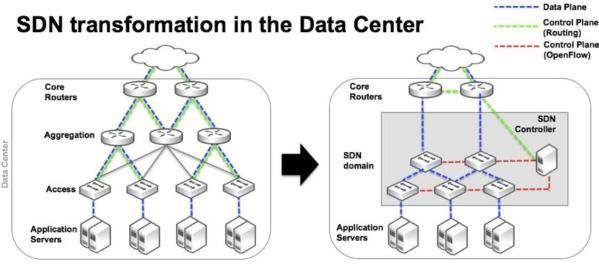 SDN transformation in the Data Center
Data Plane
Control Plane
(Routing)
Control Plane
(OpenFlow)
Data Center
Core
Routers
Aggregation
Access
Application
Servers
Core
Routers
SDN
Controller
SDN
domain
Application
Servers